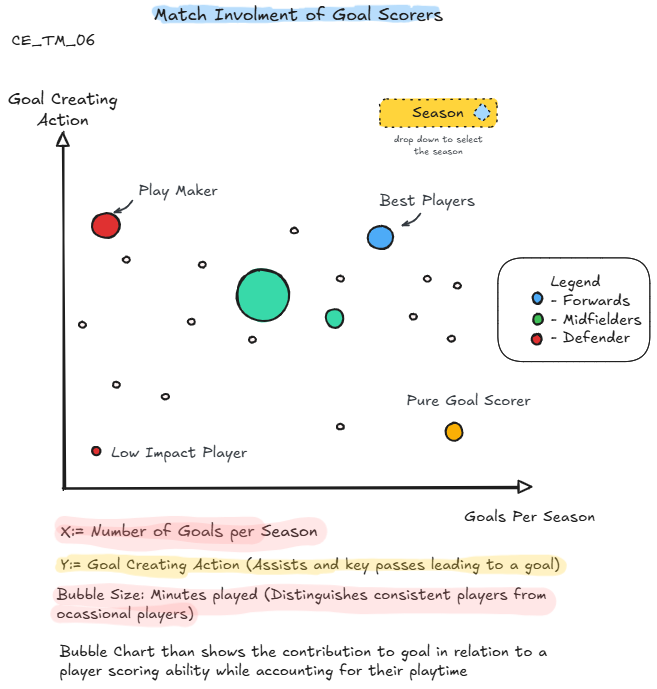 Match Involment of Goal Scorers
CE_TM_06
Goal Creating
Action
Season
drop down to select
the season
Play Maker
Best Players
Legend
- Forwards
- Midfielders
- Defender
Pure Goal Scorer
Low Impact Player
Goals Per Season
X:= Number of Goals per Season
Y:= Goal Creating Action (Assists and key passes leading to a goal)
Bubble Size: Minutes played (Distinguishes consistent players from
ocassional players)
Bubble Chart than shows the contribution to goal in relation to a
player scoring ability while accounting for their playtime